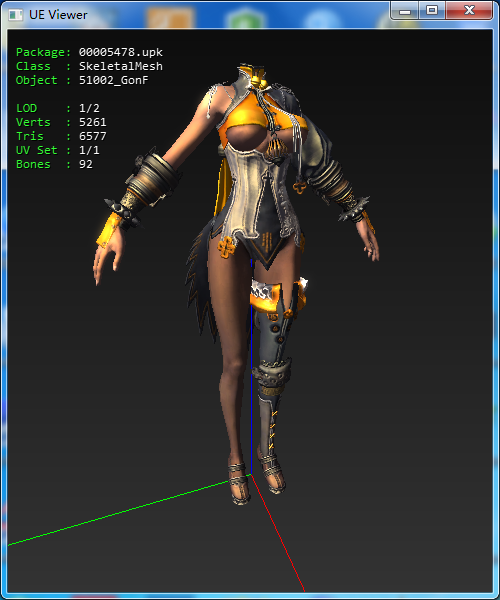 UE Viewer
Package: 00005478.upk
Class : SkeletalMesh
Object : 51002_GonF
LOD : 1/2
Verts : 5261
Tris : 6577
UV Set : 1/1
Bones : 92